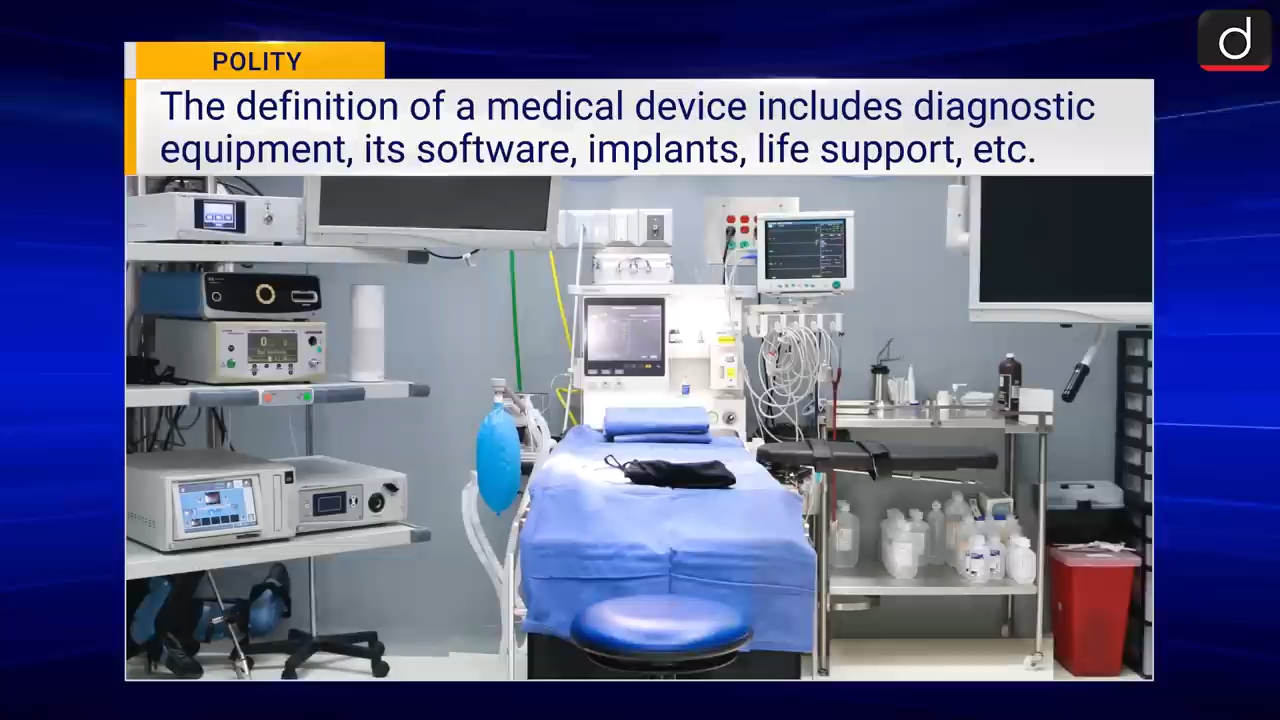 d
POLITY
The definition of a medical device includes diagnostic
equipment, its software, implants, life support, etc.